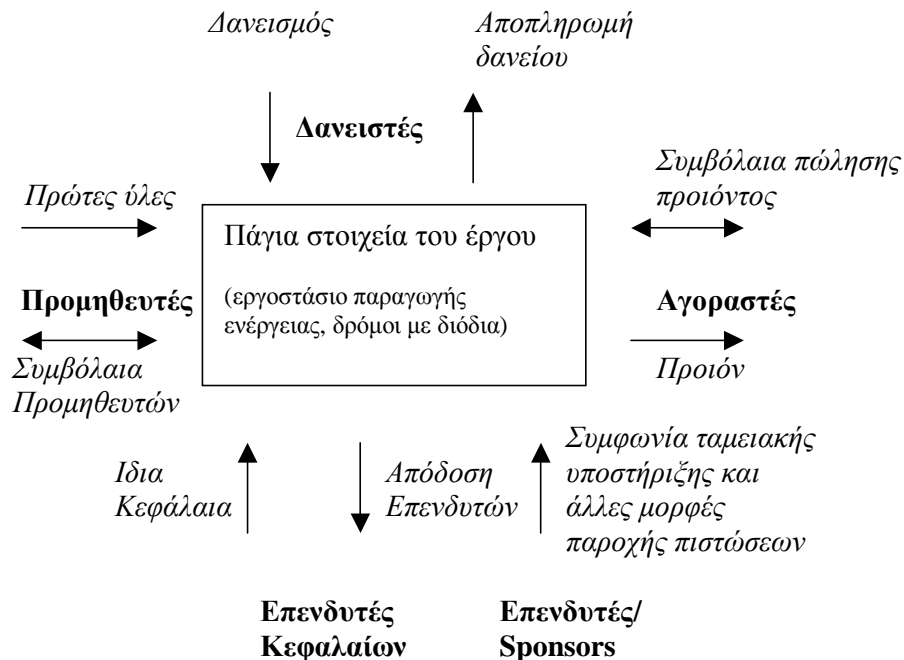 Δανεισμός
Αποπληρωμή
δανείου
Δανειστές
Πρώτες ύλες
Συμβόλαια πώλησης
προιόντος
Πάγια στοιχεία του έργου
(εργοστάσιο παραγωγής
ενέργειας, δρόμοι με διόδια)
Προμηθευτές
Αγοραστές
Συμβόλαια
Προμηθευτών
Προιόν
Ιδια
Κεφάλαια
Απόδοση
Επενδυτών
Συμφωνία ταμειακής
υποστήριξης και
άλλες μορφές
παροχής πιστώσεων
Επενδυτές
Κεφαλαίων
Επενδυτές/
Sponsors